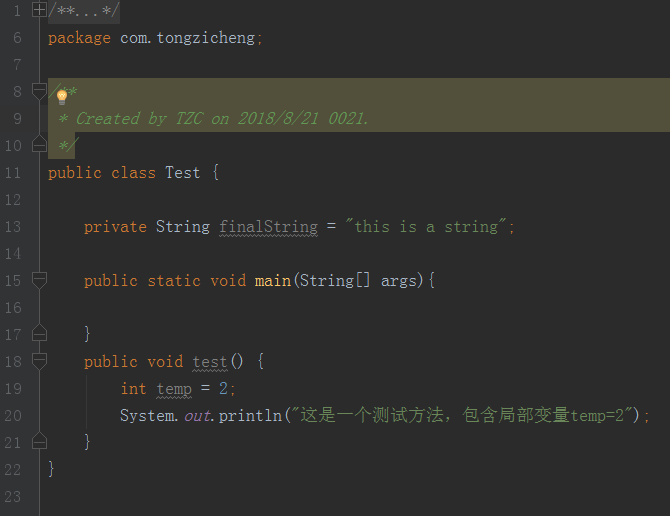 1 /**...*/
6 package com.tongzicheng;
7
8 /**
9 * Created by TZC on 2018/8/21 0021.
10 */
11 public class Test {
12
13 private String finalString = "this is a string";
14
15 public static void main(String[] args){
16
17 }
18 public void test() {
19 int temp = 2;
20 System.out.println("这是一个测试方法，包含局部变量temp=2");
21 }
22 }
23